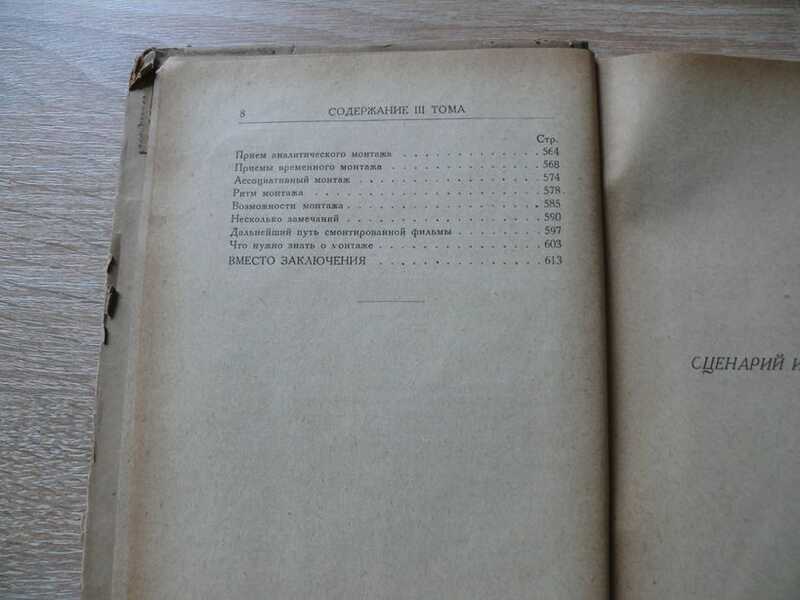 8 СОДЕРЖАНИЕ III ТОМА
Стр.
Прием аналитического монтажа . . . . . . . . . . . . . 564
Приемы временного монтажа . . . . . . . . . . . . . 568
Ассоциативный монтаж . . . . . . . . . . . . . . . 574
Ритм монтажа . . . . . . . . . . . . . . . . . . 578
Возможности монтажа . . . . . . . . . . . . . . . 585
Несколько замечаний . . . . . . . . . . . . . . . 590
Дальнейший путь смонтированной фильмы . . . . . . . . 597
Что нужно знать о монтаже . . . . . . . . . . . . . 603
ВМЕСТО ЗАКЛЮЧЕНИЯ . . . . . . . . . . . . . . 613
СЦЕНАРИЙ И